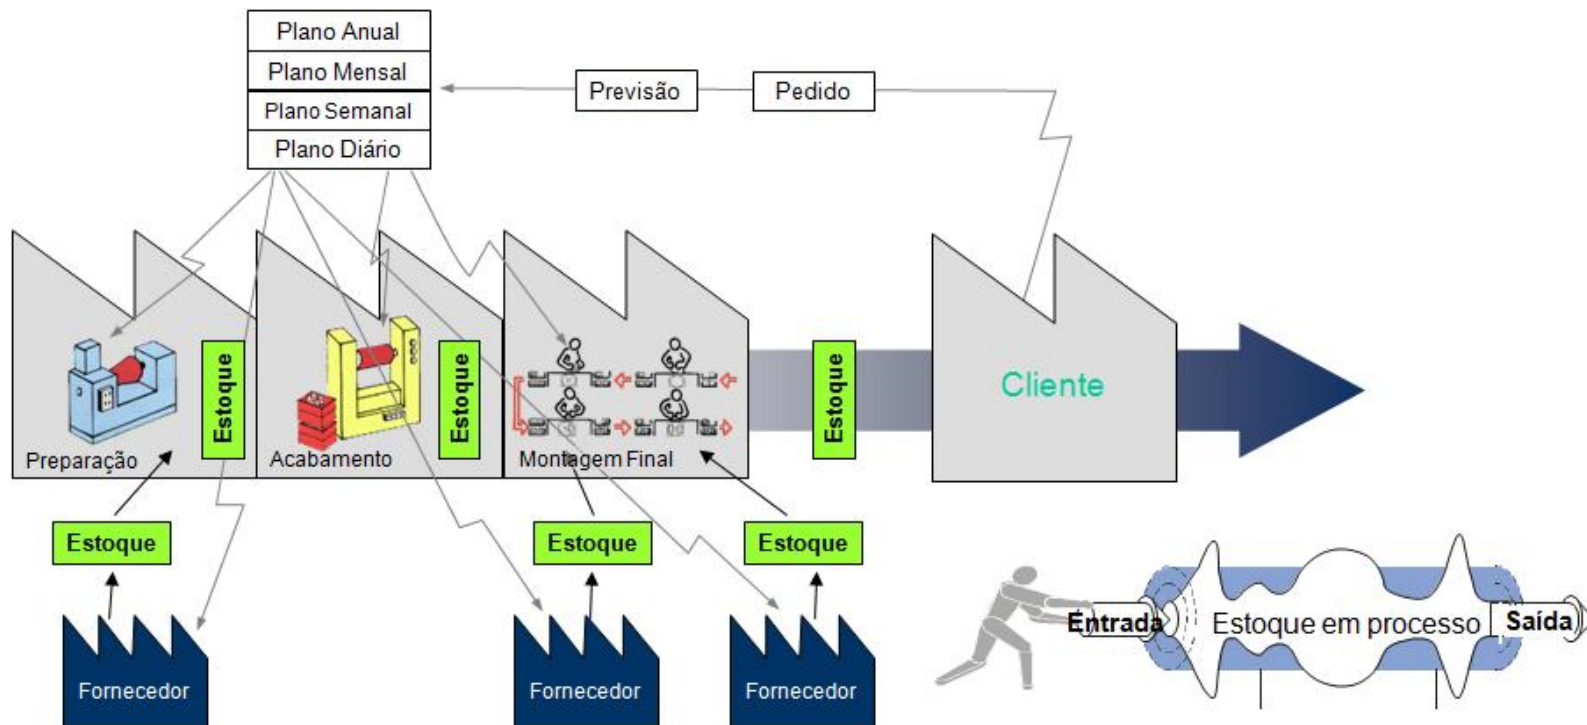 Plano Anual
Plano Mensal
Plano Semanal
Plano Diário
Previsão
Pedido
Estoque
Estoque
Estoque
Cliente
Preparação
Acabamento
Montagem Final
Estoque
Estoque
Estoque
Entrada
Estoque em processo
Saída
Fornecedor
Fornecedor
Fornecedor